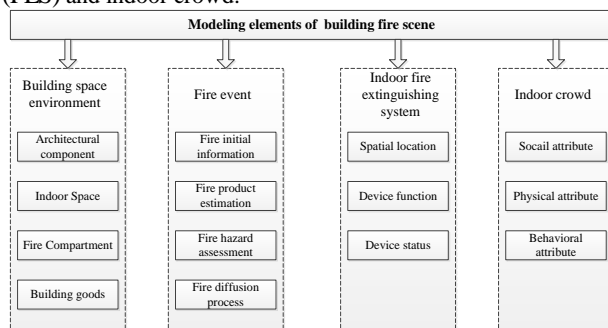 (FES) and indoor crowd.
Modeling elements of building fire scene
Building space
environment
Architectural
component
Indoor Space
Fire Compartment
Building goods
Fire event
Fire initial
information
Fire product
estimation
Fire hazard
assessment
Fire diffusion
process
Indoor fire
extinguishing
system
Spatial location
Device function
Device status
Indoor crowd
Socail attribute
Physical attribute
Behavioral
attribute